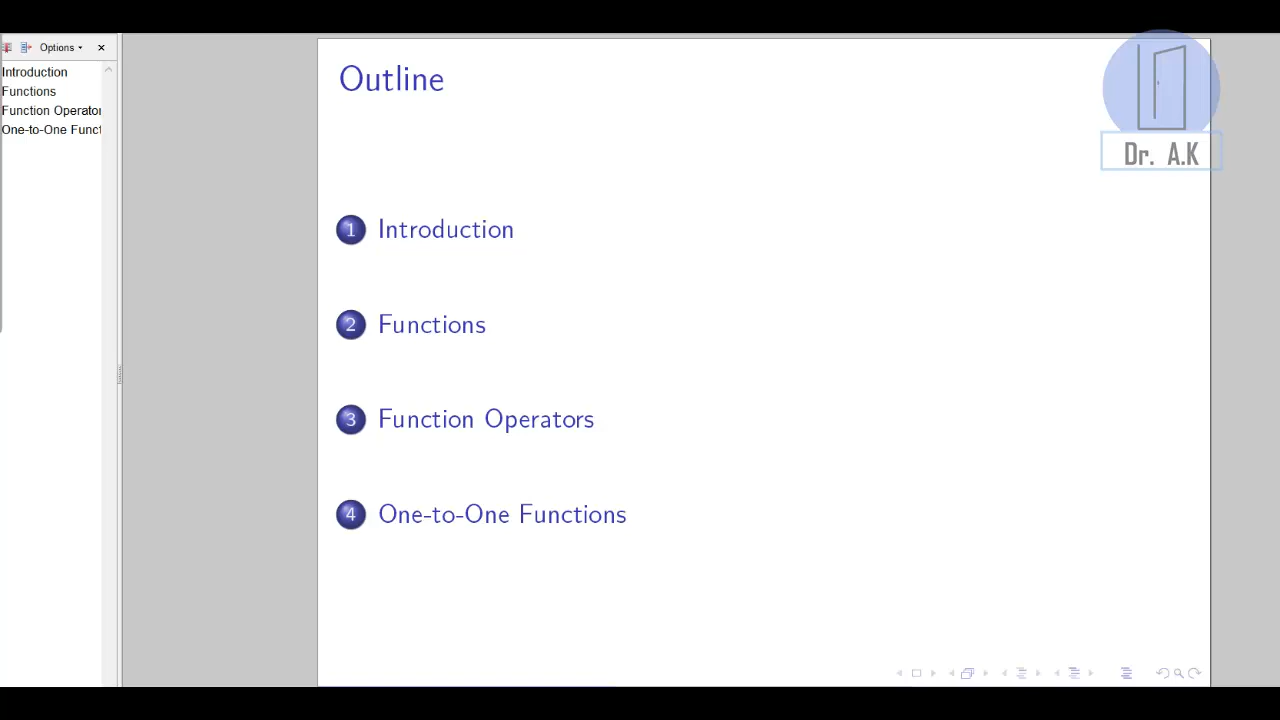 Options
Introduction
Functions
Function Operator
One-to-One Funct
Outline
Dr. A.K
1 Introduction
2 Functions
3 Function Operators
4 One-to-One Functions